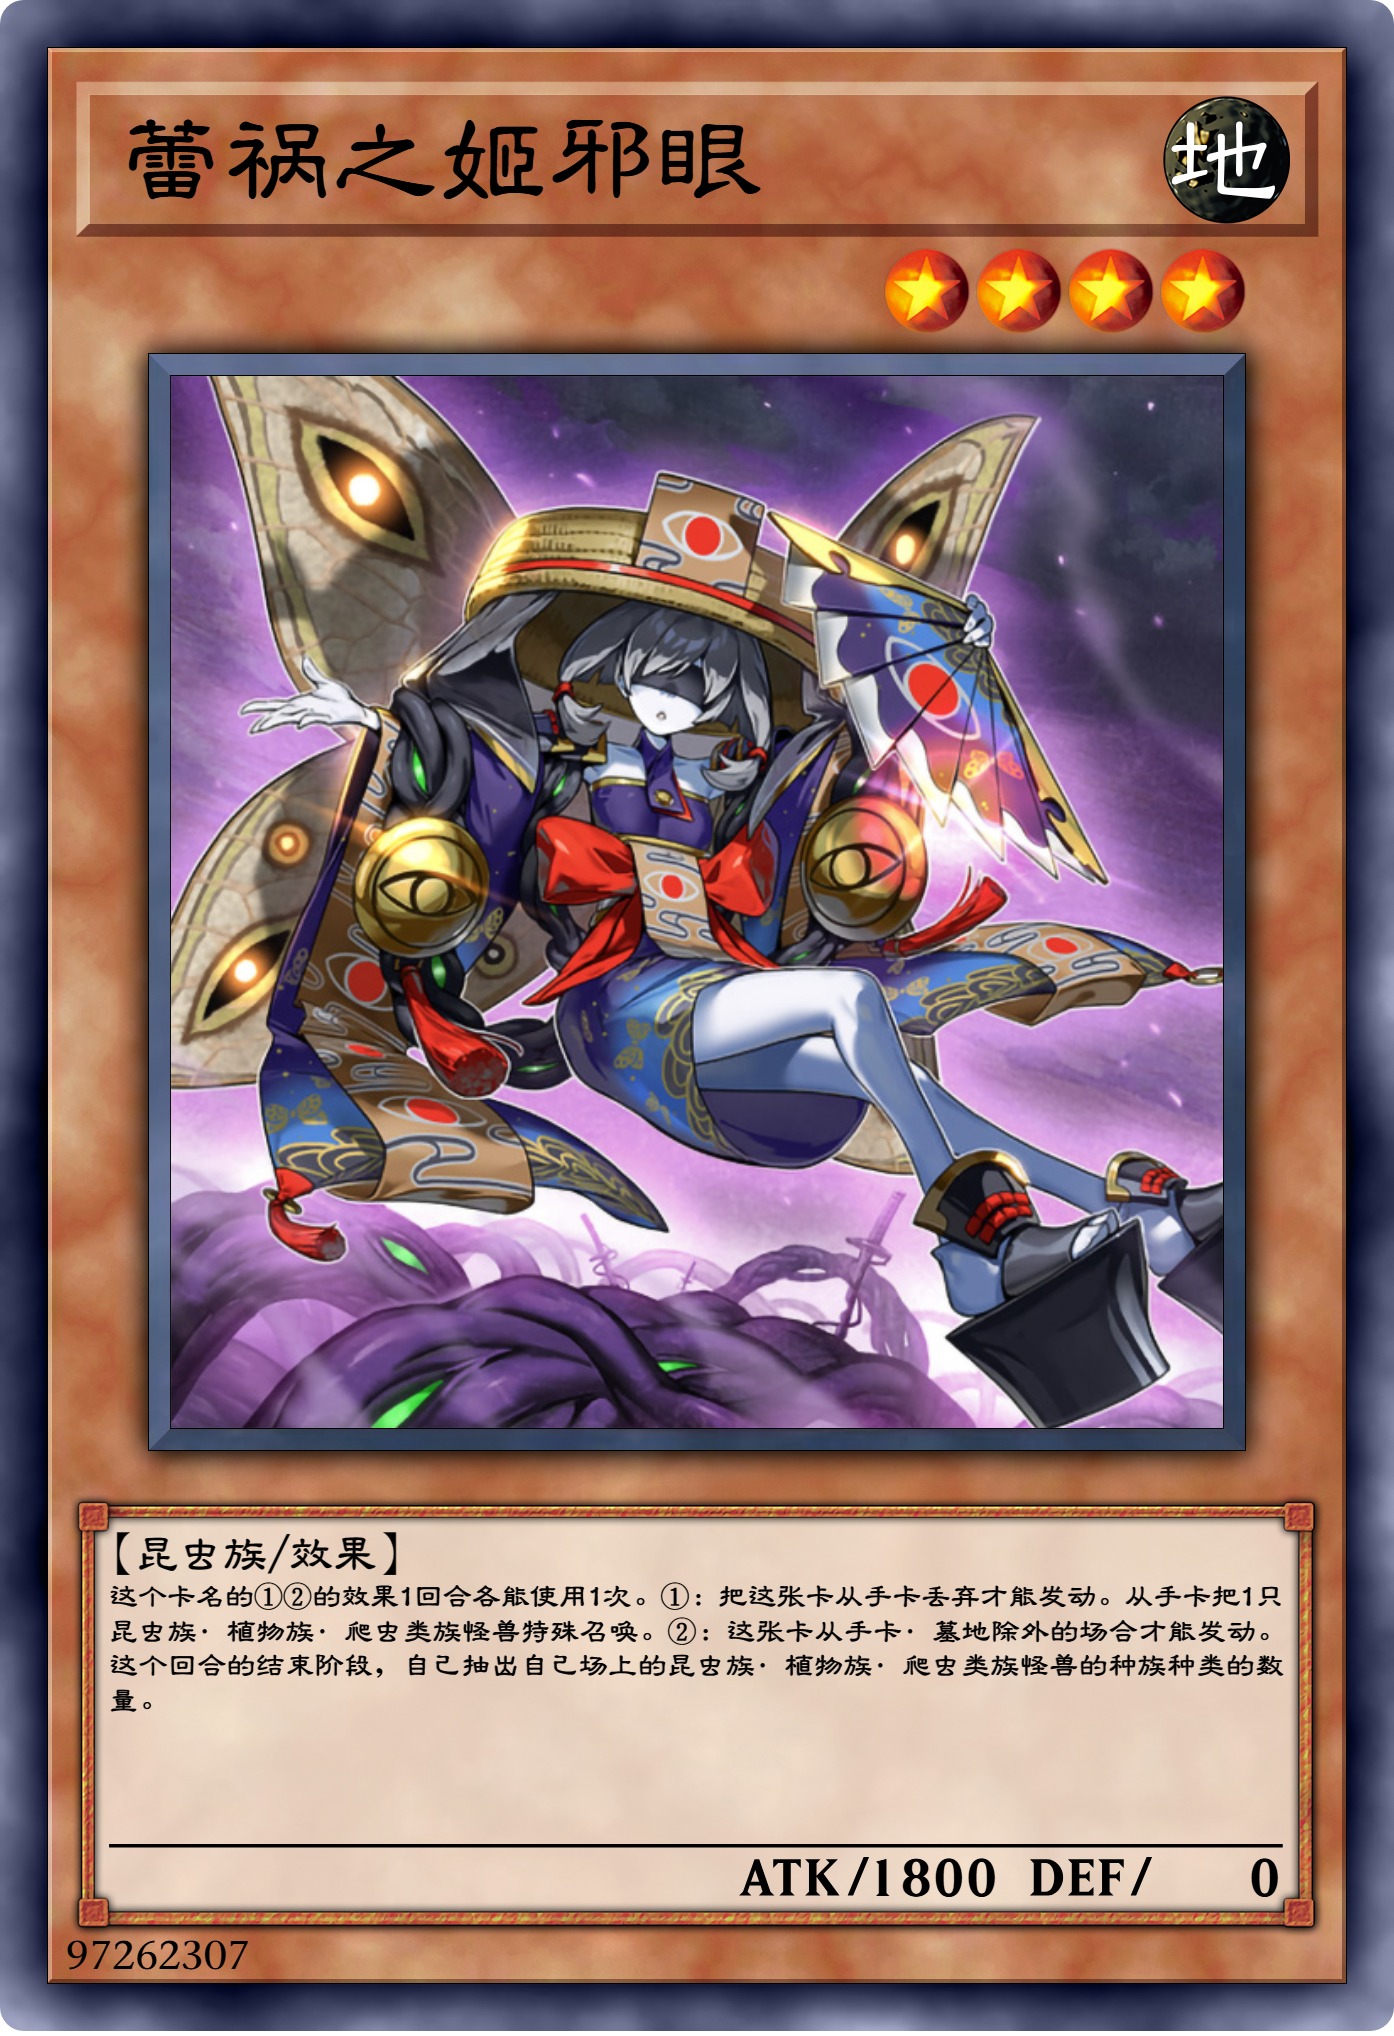 蕾祸之姬邪眼
地
【昆虫族/效果】
这个卡名的①②的效果1回合各能使用1次。①：把这张卡从手卡丢弃才能发动。从手卡把1只
昆虫族·植物族·爬虫类族怪兽特殊召唤。②：这张卡从手卡·墓地除外的场合才能发动。
这个回合的结束阶段，自己抽出自己场上的昆虫族·植物族·爬虫类族怪兽的种族种类的数
量。
ATK/1800 DEF/ 0
97262307